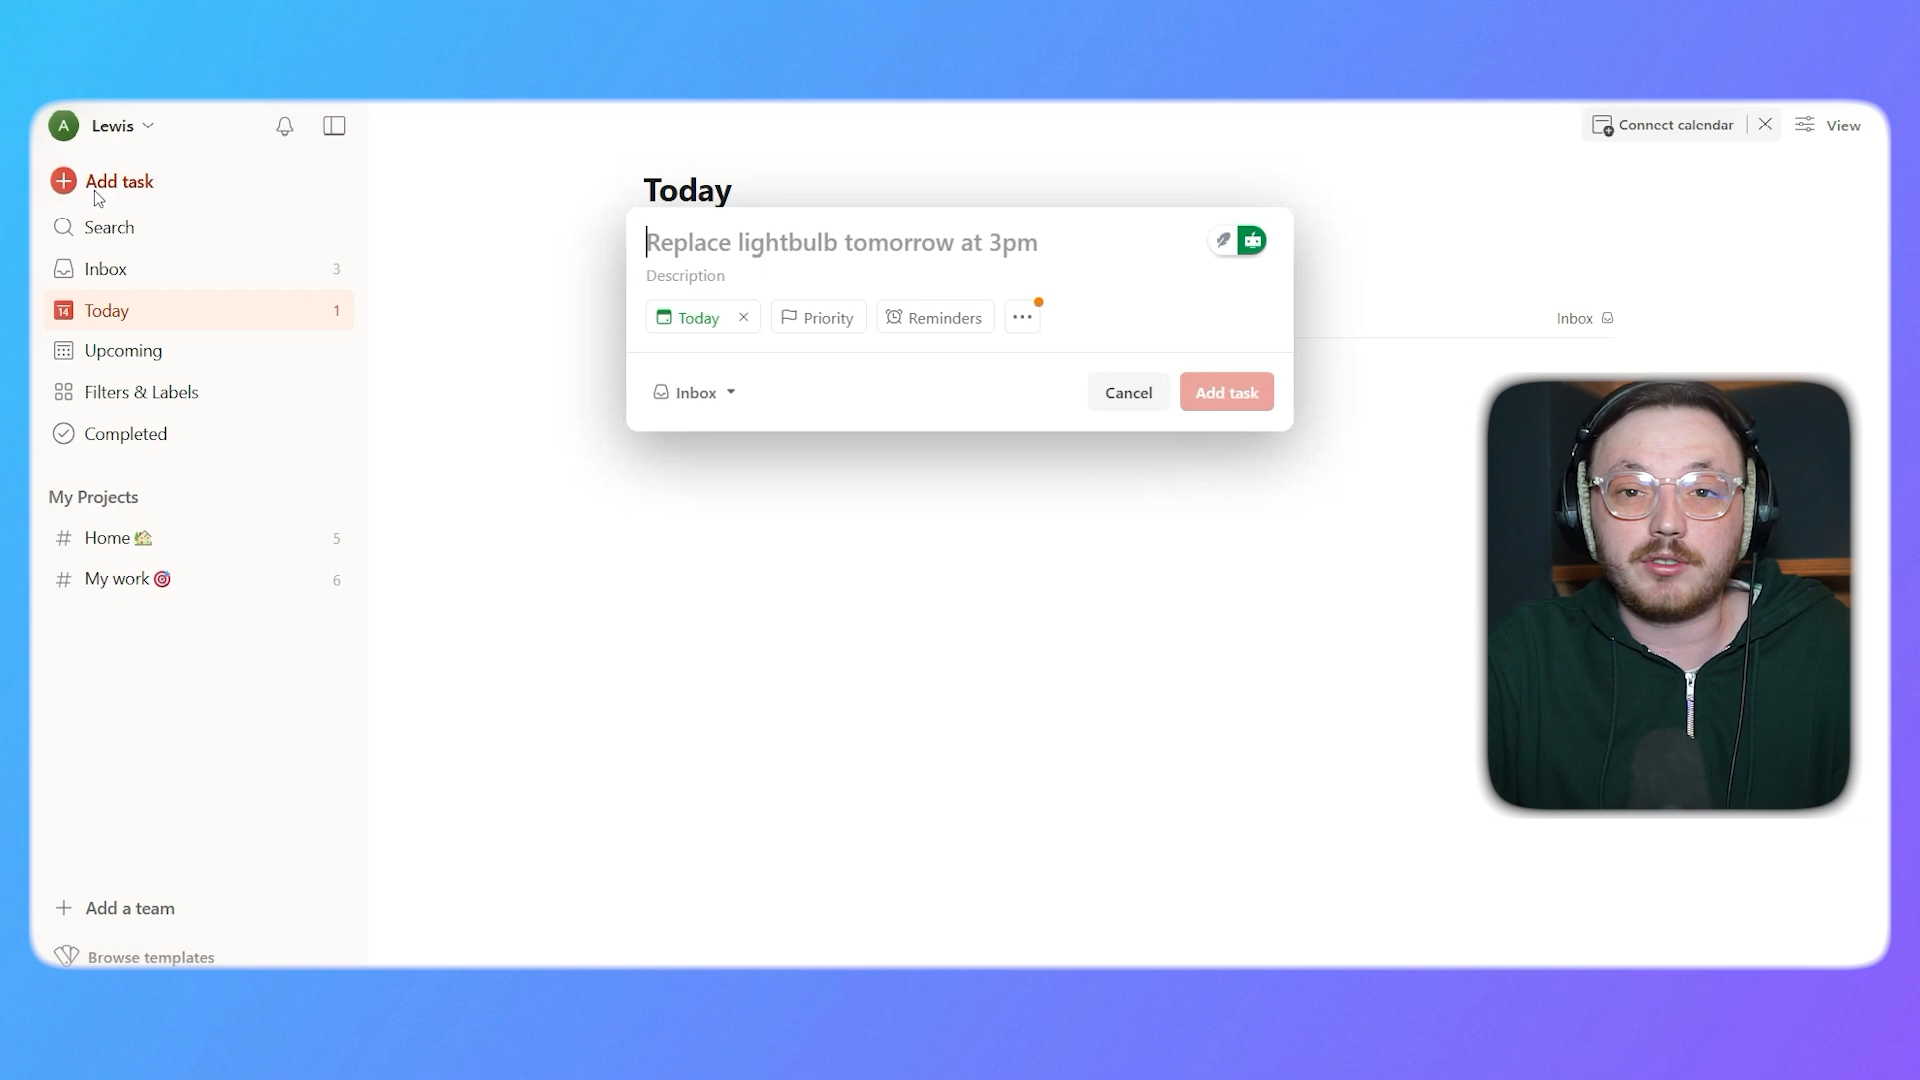 A Lewis
Add task
Search
Inbox 3
14 Today 1
Upcoming
Filters & Labels
Completed
My Projects
# Home 5
# My work 6
Add a team
Browse templates
Connect calendar
View
Today
Replace lightbulb tomorrow at 3pm
Description
Today
Priority
Reminders
Inbox
Cancel
Add task
Inbox